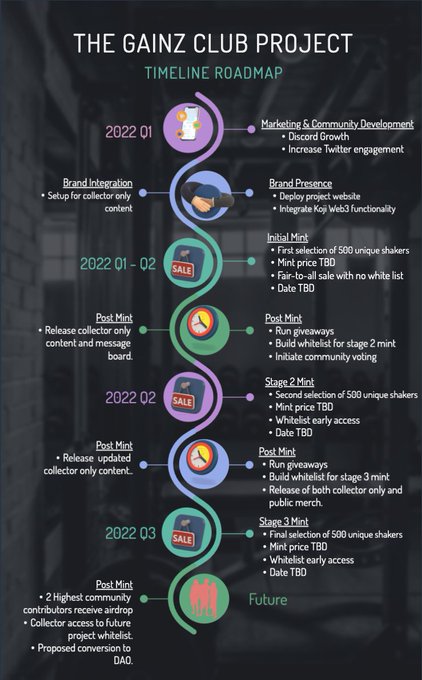 THE GAINZ CLUB PROJECT
TIMELINE ROADMAP
2022 Q1
Marketing & Community Development
• Discord Growth
• Increase Twitter engagement
Brand Integration
• Setup for collector only
content
Brand Presence
• Deploy project website
• Integrate Koji Web3 functionality
2022 Q1 - Q2
SALE
Initial Mint
• First selection of 500 unique shakers
• Mint price TBD
• Fair-to-all sale with no white list
• Date TBD
Post Mint
• Release collector only
content and message
board.
Post Mint
• Run giveaways
• Build whitelist for stage 2 mint
• Initiate community voting
2022 Q2
SALE
Stage 2 Mint
• Second selection of 500 unique shakers
• Mint price TBD
• Whitelist early access
• Date TBD
Post Mint
• Release updated
collector only content..
Post Mint
• Run giveaways
• Build whitelist for stage 3 mint
• Release of both collector only and
public merch.
2022 Q3
SALE
Stage 3 Mint
• Final selection of 500 unique shakers
• Mint price TBD
• Whitelist early access
• Date TBD
Post Mint
• 2 Highest community
contributors receive airdrop
• Collector access to future
project whitelist.
• Proposed conversion to
DAO.
Future